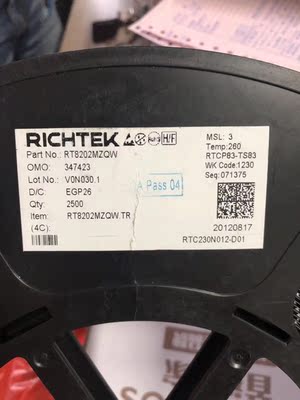 RICHTEK
H/F
MSL: 3
Temp:260
Part No.: RT8202MZQW
RTCP63-TS83
OMO: 347423
WK Code:1230
Lot No.: V0N030.1
Seq:071375
D/C: EGP26
A Pass 04
Qty: 2500
Item: RT8202MZQW.TR
(4C):
20120817
RTC230N012-D01